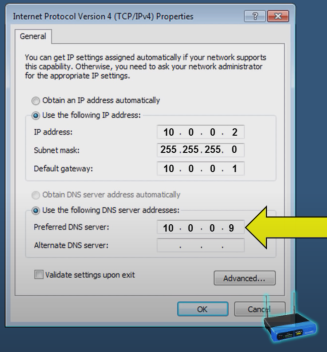 Internet Protocol Version 4 (TCP/IPv4) Properties
General
You can get IP settings assigned automatically if your network supports
this capability. Otherwise, you need to ask your network administrator
for the appropriate IP settings.
Obtain an IP address automatically
Use the following IP address:
IP address: 10 . 0 . 0 . 2
Subnet mask: 255 . 255 . 255 . 0
Default gateway: 10 . 0 . 0 . 1
Obtain DNS server address automatically
Use the following DNS server addresses:
Preferred DNS server: 10 . 0 . 0 . 9
Alternate DNS server: . . .
Validate settings upon exit
Advanced...
OK Cancel